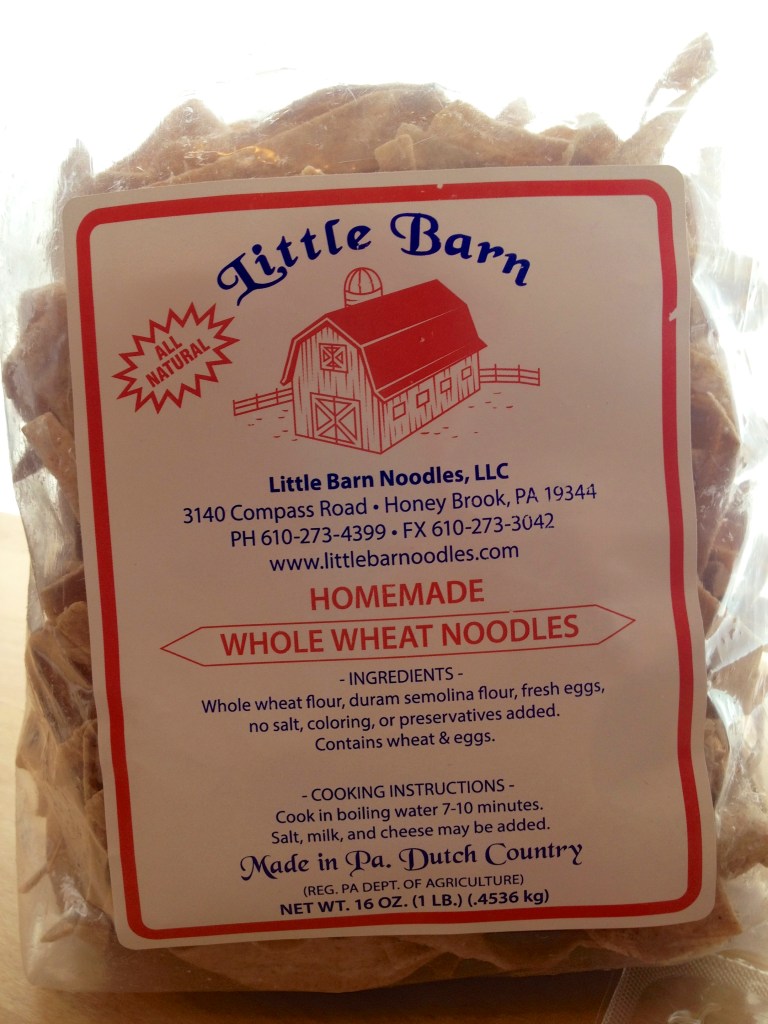 Little Barn
ALL
NATURAL
Little Barn Noodles, LLC
3140 Compass Road • Honey Brook, PA 19344
PH 610-273-4399 • FX 610-273-3042
www.littlebarnoodles.com
HOMEMADE
WHOLE WHEAT NOODLES
- INGREDIENTS -
Whole wheat flour, duram semolina flour, fresh eggs,
no salt, coloring, or preservatives added.
Contains wheat & eggs.
- COOKING INSTRUCTIONS -
Cook in boiling water 7-10 minutes.
Salt, milk, and cheese may be added.
Made in Pa. Dutch Country
(REG. PA DEPT. OF AGRICULTURE)
NET WT. 16 OZ. (1 LB.) (.4536 kg)